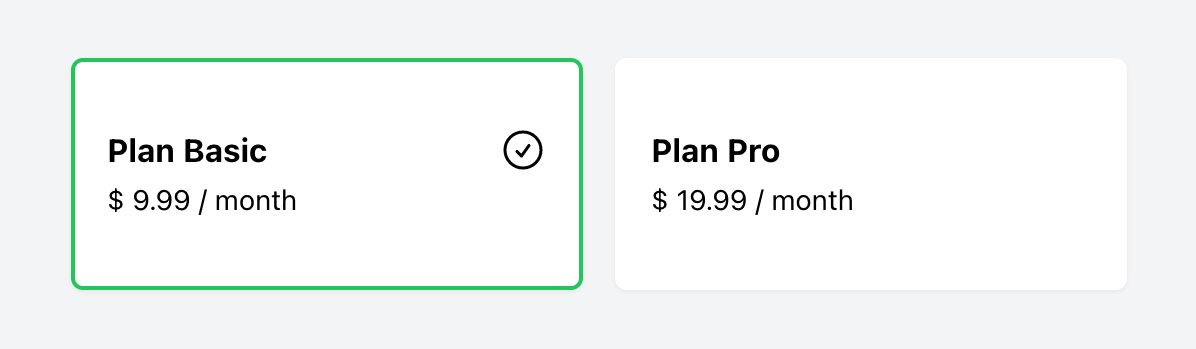 Plan Basic
$ 9.99 / month
Plan Pro
$ 19.99 / month